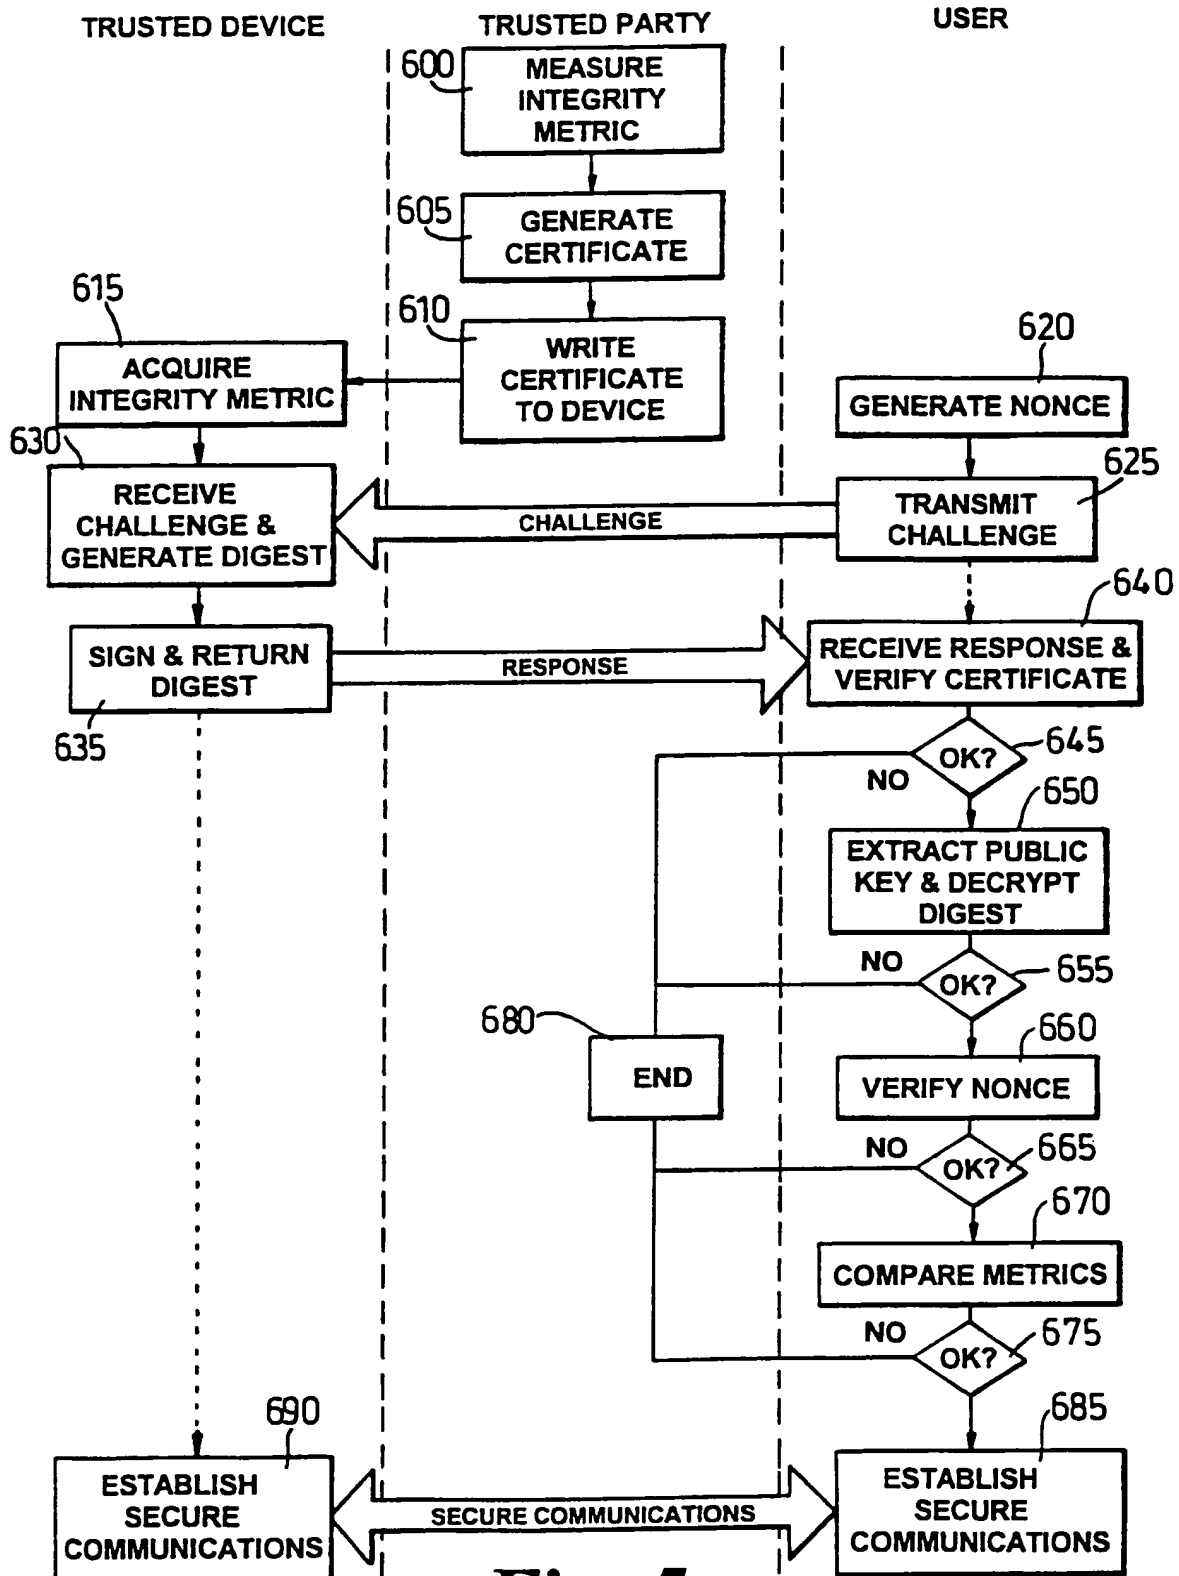 TRUSTED DEVICE
TRUSTED PARTY
USER
600
MEASURE
INTEGRITY
METRIC
605
GENERATE
CERTIFICATE
610
WRITE
CERTIFICATE
TO DEVICE
615
ACQUIRE
INTEGRITY METRIC
620
GENERATE NONCE
625
TRANSMIT
CHALLENGE
CHALLENGE
630
RECEIVE
CHALLENGE &
GENERATE DIGEST
SIGN & RETURN
DIGEST
635
RESPONSE
640
RECEIVE RESPONSE &
VERIFY CERTIFICATE
OK?
645
NO
650
EXTRACT PUBLIC
KEY & DECRYPT
DIGEST
NO
OK?
655
680
END
660
VERIFY NONCE
NO
OK?
665
670
COMPARE METRICS
NO
OK?
675
690
ESTABLISH
SECURE
COMMUNICATIONS
SECURE COMMUNICATIONS
685
ESTABLISH
SECURE
COMMUNICATIONS